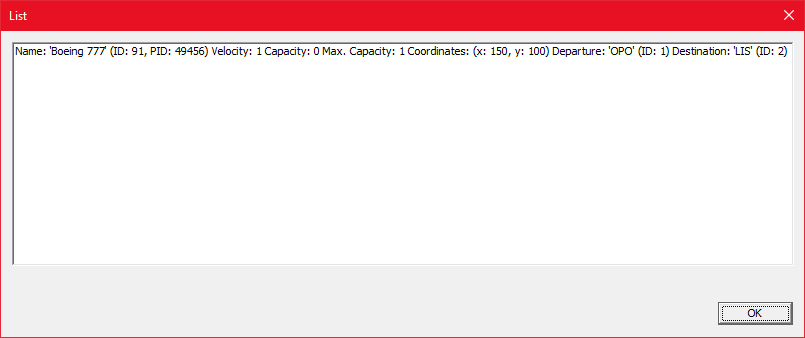 List
Name: 'Boeing 777' (ID: 91, PID: 49456) Velocity: 1 Capacity: 0 Max. Capacity: 1 Coordinates: (x: 150, y: 100) Departure: 'OPO' (ID: 1) Destination: 'LIS' (ID: 2)
OK